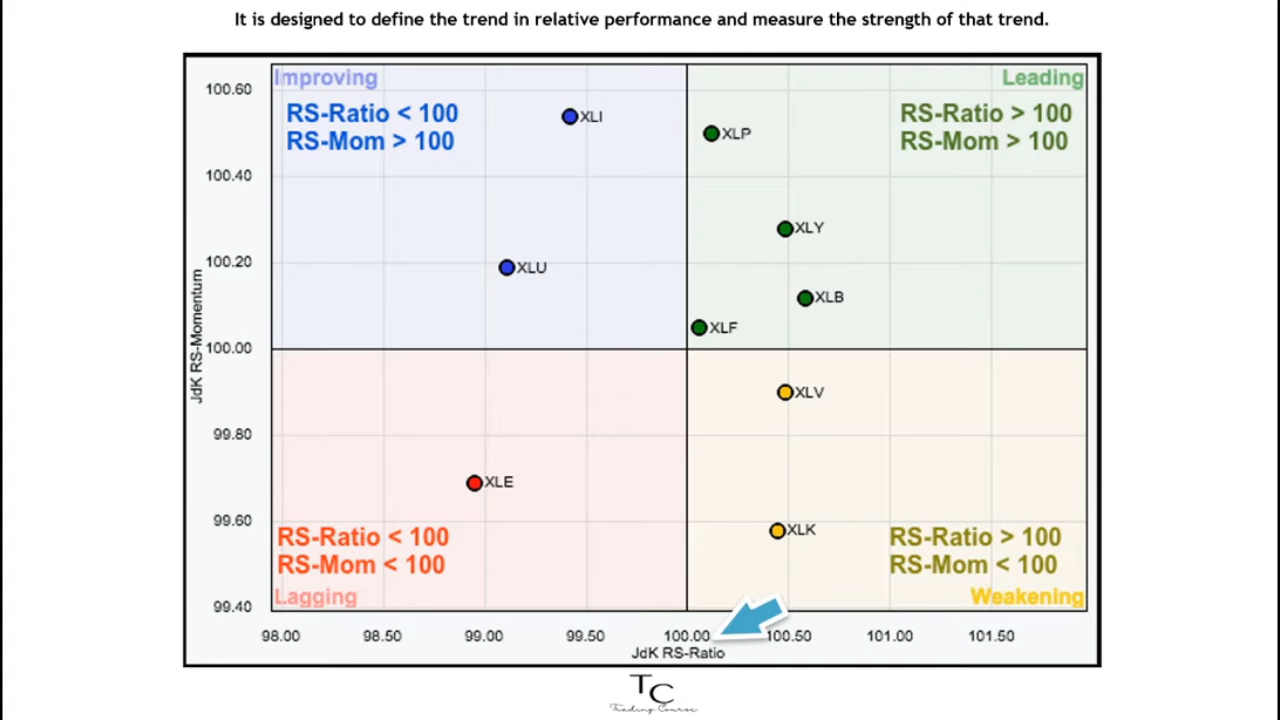 It is designed to define the trend in relative performance and measure the strength of that trend.
Improving
Leading
RS-Ratio < 100
RS-Mom > 100
RS-Ratio > 100
RS-Mom > 100
100.60
100.40
100.20
100.00
99.80
99.60
99.40
JdK RS-Momentum
XLI
XLP
XLY
XLU
XLB
XLF
XLV
XLE
XLK
RS-Ratio < 100
RS-Mom < 100
RS-Ratio > 100
RS-Mom < 100
Lagging
Weakening
98.00 98.50 99.00 99.50 100.00 100.50 101.00 101.50
JdK RS-Ratio
TC
Trading Course